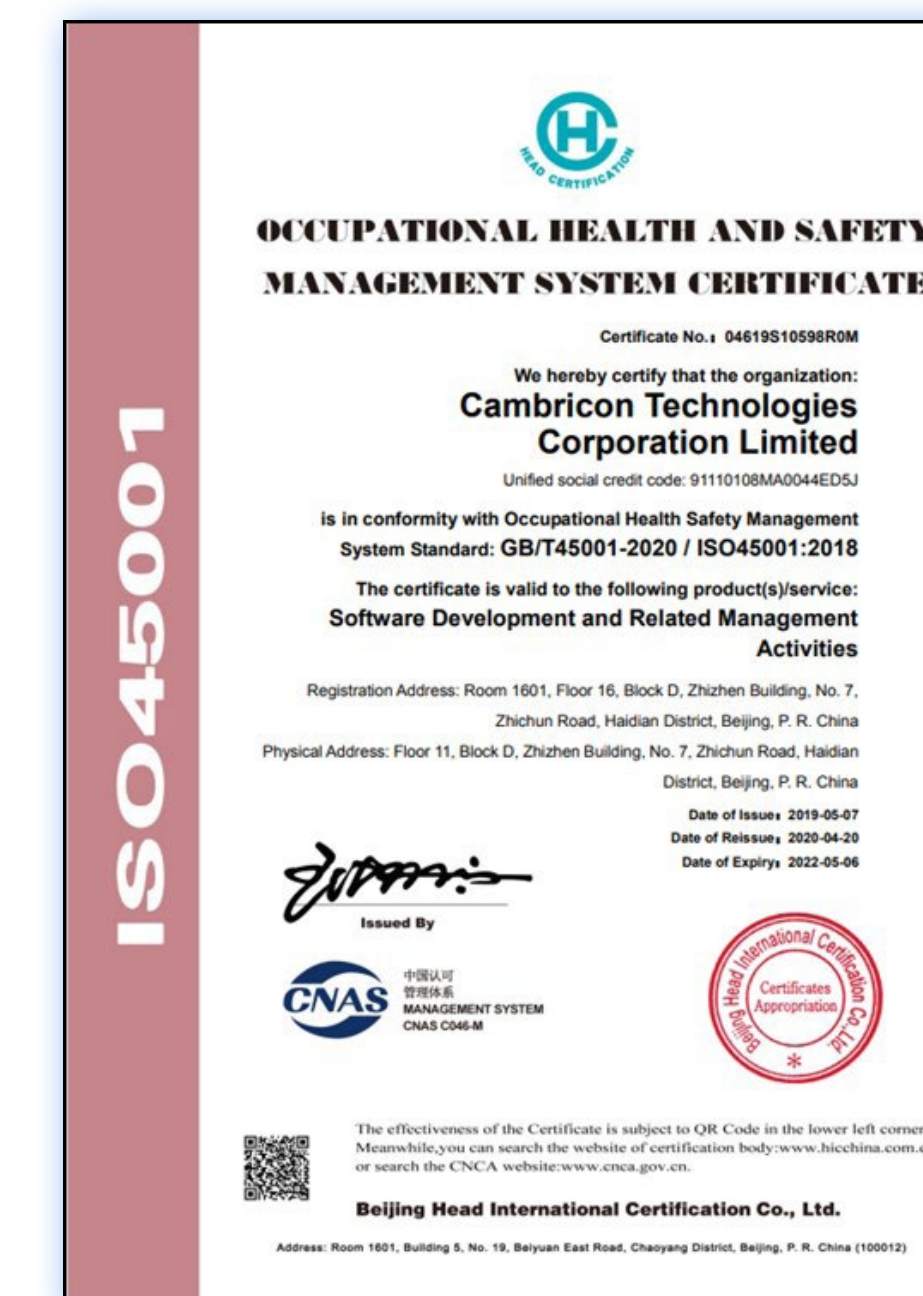 ISO45001
HC
HEAD CERTIFICATION
OCCUPATIONAL HEALTH AND SAFETY
MANAGEMENT SYSTEM CERTIFICATE
Certificate No.: 04619S10598R0M
We hereby certify that the organization:
Cambricon Technologies
Corporation Limited
Unified social credit code: 91110108MA0044ED5J
is in conformity with Occupational Health Safety Management
System Standard: GB/T45001-2020 / ISO45001:2018
The certificate is valid to the following product(s)/service:
Software Development and Related Management
Activities
Registration Address: Room 1601, Floor 16, Block D, Zhizhen Building, No. 7,
Zhichun Road, Haidian District, Beijing, P. R. China
Physical Address: Floor 11, Block D, Zhizhen Building, No. 7, Zhichun Road, Haidian
District, Beijing, P. R. China
Date of Issue: 2019-05-07
Date of Reissue: 2020-04-20
Date of Expiry: 2022-05-06
Issued By
CNAS
中国认可
管理体系
MANAGEMENT SYSTEM
CNAS C046-M
Beijing Head International Certification Co.,Ltd.
Certificates
Appropriation
The effectiveness of the Certificate is subject to QR Code in the lower left corner
Meanwhile,you can search the website of certification body:www.hicchina.com.c
or search the CNCA website:www.cnca.gov.cn.
Beijing Head International Certification Co., Ltd.
Address: Room 1601, Building 5, No. 19, Beiyuan East Road, Chaoyang District, Beijing, P. R. China (100012)